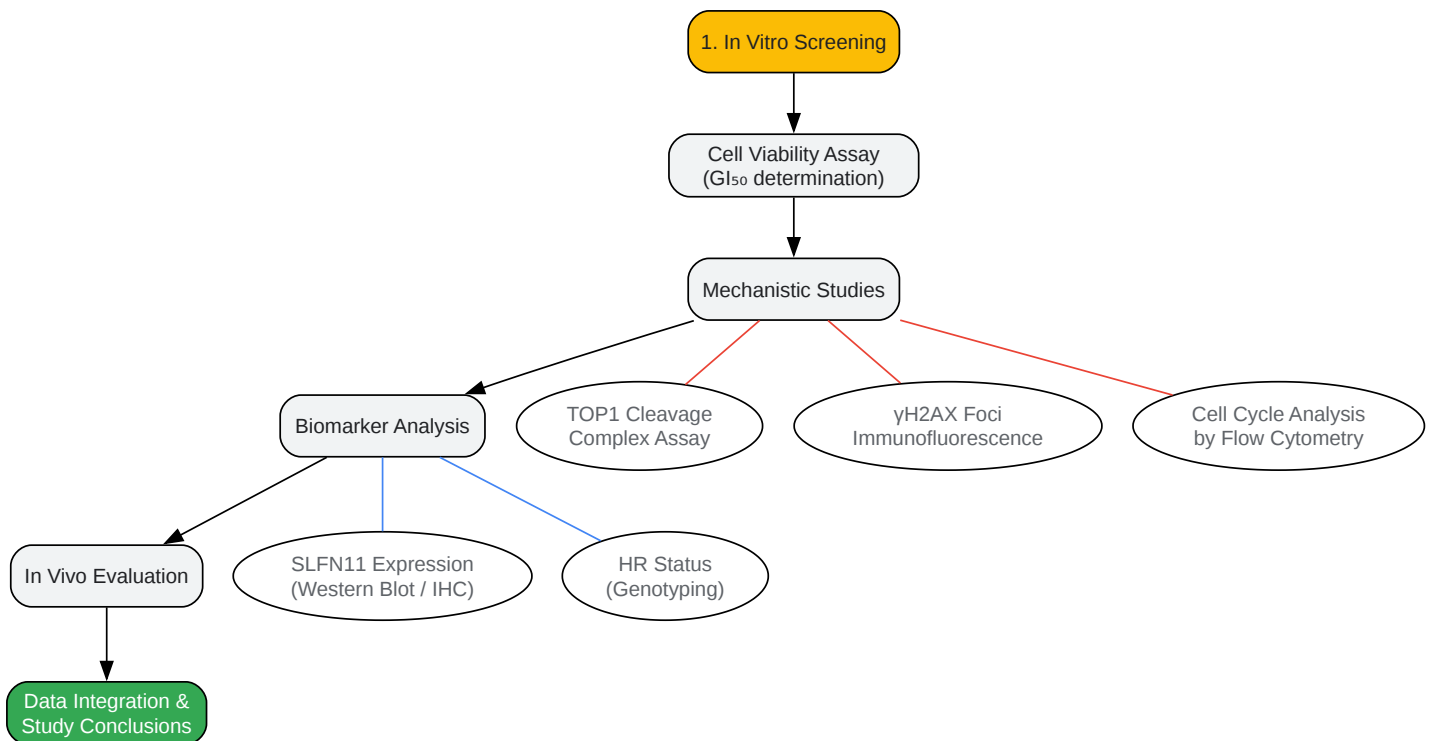 1. In Vitro Screening
Cell Viability Assay
(GI₅₀ determination)
Mechanistic Studies
Biomarker Analysis
TOP1 Cleavage
Complex Assay
γH2AX Foci
Immunofluorescence
Cell Cycle Analysis
by Flow Cytometry
In Vivo Evaluation
SLFN11 Expression
(Western Blot / IHC)
HR Status
(Genotyping)
Data Integration &
Study Conclusions